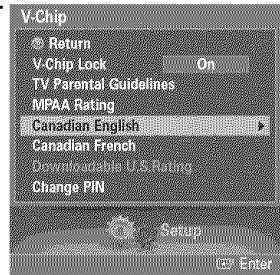 V-Chip
Return
V-Chip Lock On
TV Parental Guidelines
MPAA Rating
Canadian English
Canadian French
Downloadable U.S.Rating
Change PIN
Setup
Enter